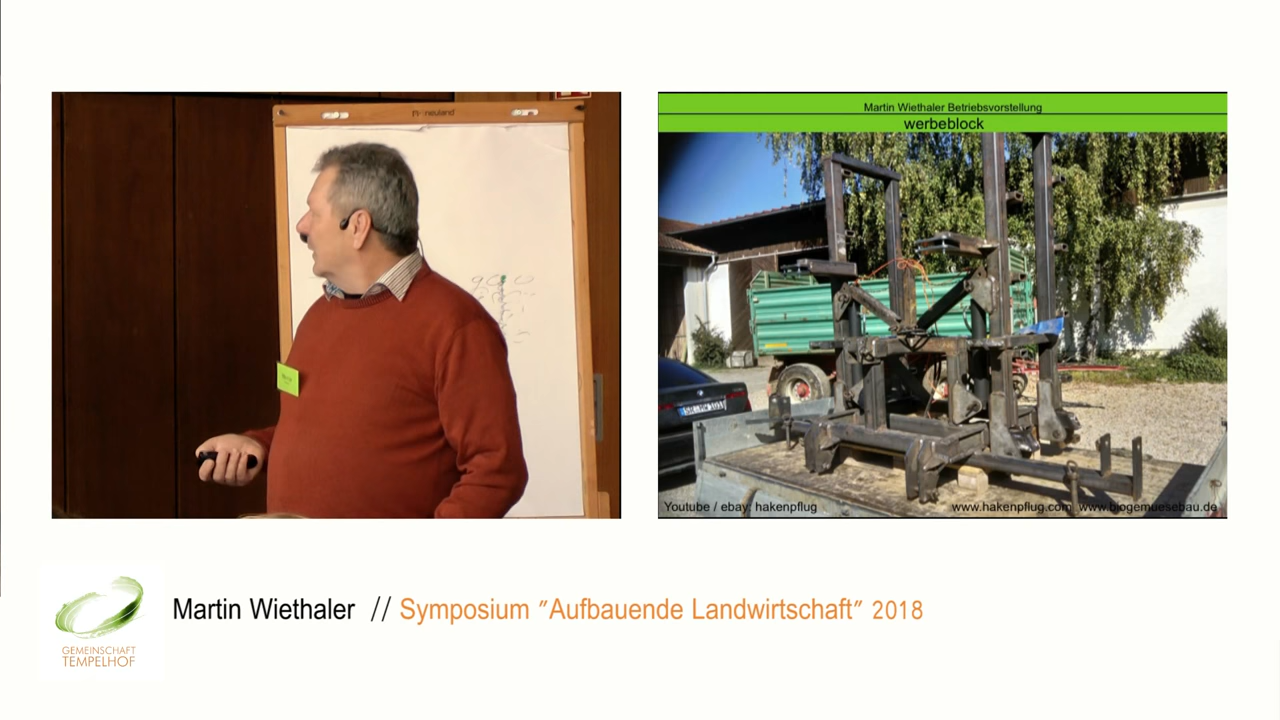 Martin Wiethaler Betriebsvorstellung
werbeblock
Youtube / ebay: hakenpflug
www.hakenpflug.com www.biogemuesebau.de
Martin Wiethaler // Symposium "Aufbauende Landwirtschaft" 2018
GEMEINSCHAFT
TEMPELHOF